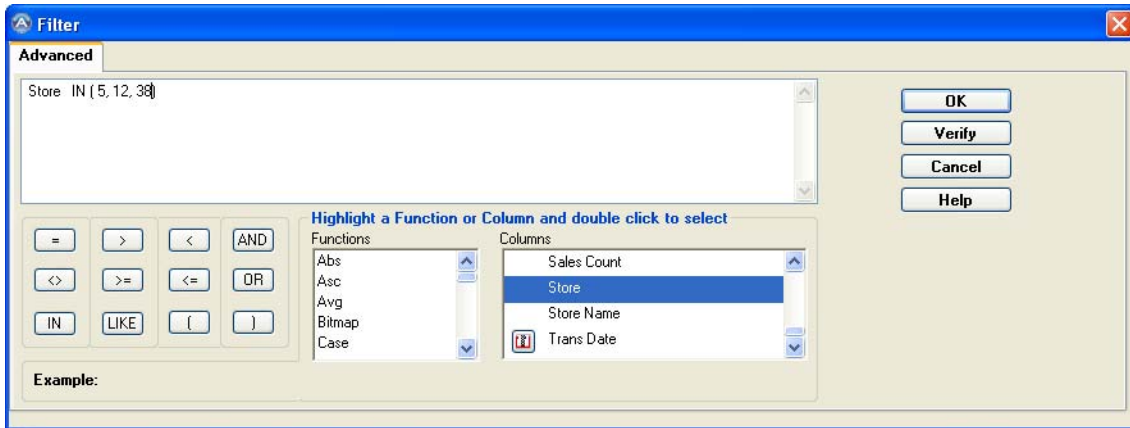 Filter
Advanced
Store IN ( 5, 12, 38)
OK
Verify
Cancel
Help
= > < AND
<> >= <= OR
IN LIKE ( )
Highlight a Function or Column and double click to select
Functions
Abs
Asc
Avg
Bitmap
Case
Columns
Sales Count
Store
Store Name
Trans Date
Example: